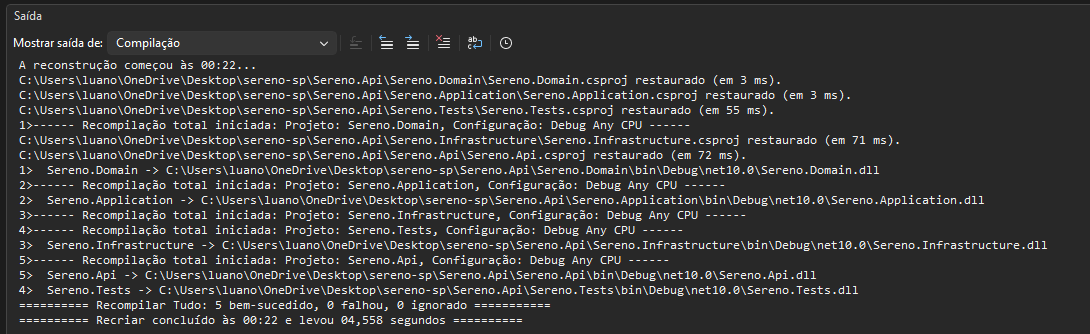 Saída
Mostrar saída de: Compilação
A reconstrução começou às 00:22...
C:\Users\luano\OneDrive\Desktop\sereno-sp\Sereno.Api\Sereno.Domain\Sereno.Domain.csproj restaurado (em 3 ms).
C:\Users\luano\OneDrive\Desktop\sereno-sp\Sereno.Api\Sereno.Application\Sereno.Application.csproj restaurado (em 3 ms).
C:\Users\luano\OneDrive\Desktop\sereno-sp\Sereno.Api\Sereno.Tests\Sereno.Tests.csproj restaurado (em 55 ms).
1>------ Recompilação total iniciada: Projeto: Sereno.Domain, Configuração: Debug Any CPU ------
C:\Users\luano\OneDrive\Desktop\sereno-sp\Sereno.Api\Sereno.Infrastructure\Sereno.Infrastructure.csproj restaurado (em 71 ms).
C:\Users\luano\OneDrive\Desktop\sereno-sp\Sereno.Api\Sereno.Api\Sereno.Api.csproj restaurado (em 72 ms).
1>  Sereno.Domain -> C:\Users\luano\OneDrive\Desktop\sereno-sp\Sereno.Api\Sereno.Domain\bin\Debug\net10.0\Sereno.Domain.dll
2>------ Recompilação total iniciada: Projeto: Sereno.Application, Configuração: Debug Any CPU ------
2>  Sereno.Application -> C:\Users\luano\OneDrive\Desktop\sereno-sp\Sereno.Api\Sereno.Application\bin\Debug\net10.0\Sereno.Application.dll
3>------ Recompilação total iniciada: Projeto: Sereno.Infrastructure, Configuração: Debug Any CPU ------
4>------ Recompilação total iniciada: Projeto: Sereno.Tests, Configuração: Debug Any CPU ------
3>  Sereno.Infrastructure -> C:\Users\luano\OneDrive\Desktop\sereno-sp\Sereno.Api\Sereno.Infrastructure\bin\Debug\net10.0\Sereno.Infrastructure.dll
5>------ Recompilação total iniciada: Projeto: Sereno.Api, Configuração: Debug Any CPU ------
5>  Sereno.Api -> C:\Users\luano\OneDrive\Desktop\sereno-sp\Sereno.Api\Sereno.Api\bin\Debug\net10.0\Sereno.Api.dll
4>  Sereno.Tests -> C:\Users\luano\OneDrive\Desktop\sereno-sp\Sereno.Api\Sereno.Tests\bin\Debug\net10.0\Sereno.Tests.dll
========== Recompilar Tudo: 5 bem-sucedido, 0 falhou, 0 ignorado ===========
========== Recriar concluído às 00:22 e levou 04,558 segundos ==========